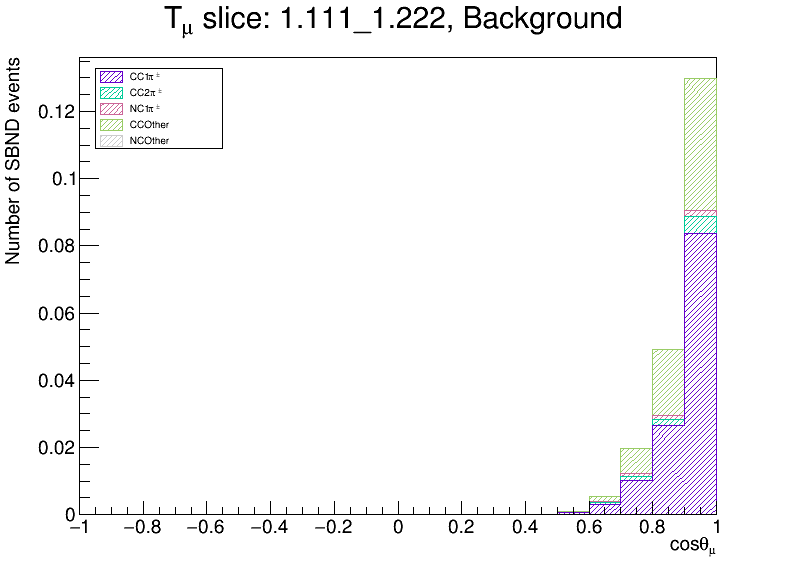 Tμ slice: 1.111_1.222, Background
Number of SBND events
CC1π ±
CC2π ±
NC1π ±
CCOther
NCOther
0.12
0.1
0.08
0.06
0.04
0.02
0
−1 −0.8 −0.6 −0.4 −0.2 0 0.2 0.4 0.6 0.8 1
cosθμ